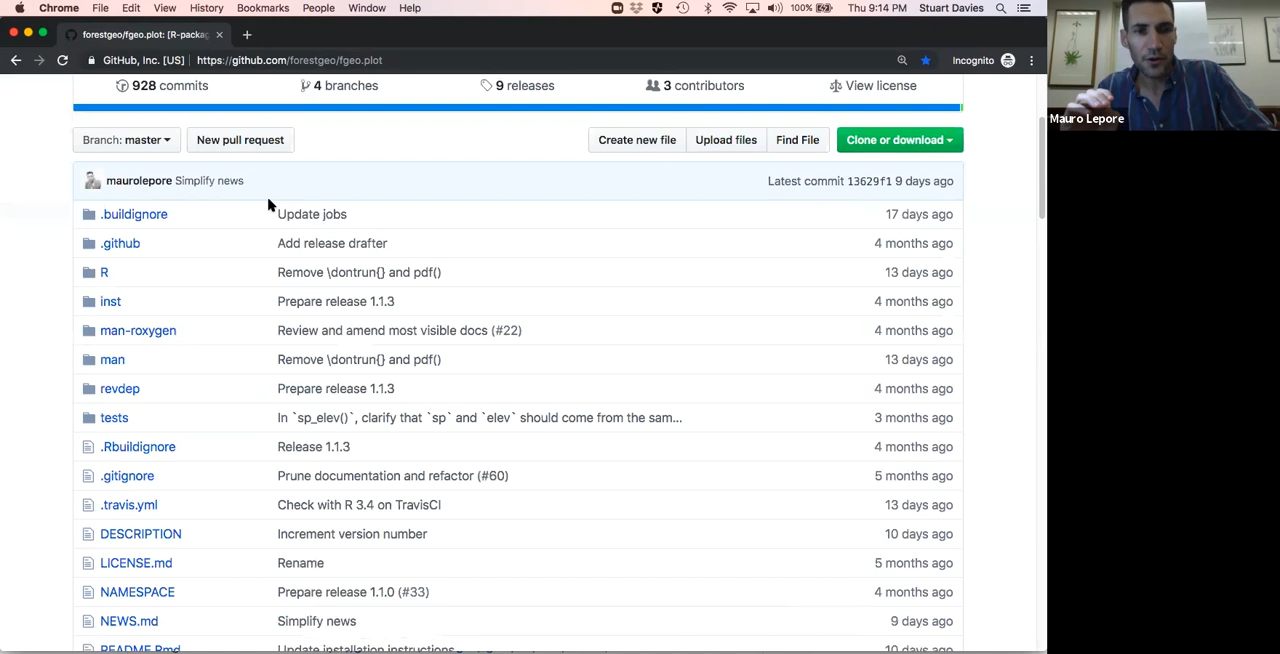 Chrome File Edit View History Bookmarks People Window Help 100% Thu 9:14 PM Stuart Davies
forestgeo/fgeo.plot: [R-packag
GitHub, Inc. [US] https://github.com/forestgeo/fgeo.plot Incognito
928 commits 4 branches 9 releases 3 contributors View license
Branch: master New pull request Create new file Upload files Find File Clone or download
maurolepore Simplify news Latest commit 13629f1 9 days ago
.buildignore Update jobs 17 days ago
.github Add release drafter 4 months ago
R Remove \dontrun{} and pdf() 13 days ago
inst Prepare release 1.1.3 4 months ago
man-roxygen Review and amend most visible docs (#22) 4 months ago
man Remove \dontrun{} and pdf() 13 days ago
revdep Prepare release 1.1.3 4 months ago
tests In `sp_elev()`, clarify that `sp` and `elev` should come from the sam... 3 months ago
.Rbuildignore Release 1.1.3 4 months ago
.gitignore Prune documentation and refactor (#60) 5 months ago
.travis.yml Check with R 3.4 on TravisCI 13 days ago
DESCRIPTION Increment version number 10 days ago
LICENSE.md Rename 5 months ago
NAMESPACE Prepare release 1.1.0 (#33) 4 months ago
NEWS.md Simplify news 9 days ago
README.Rmd Update installation instructions 10 days ago
Mauro Lepore